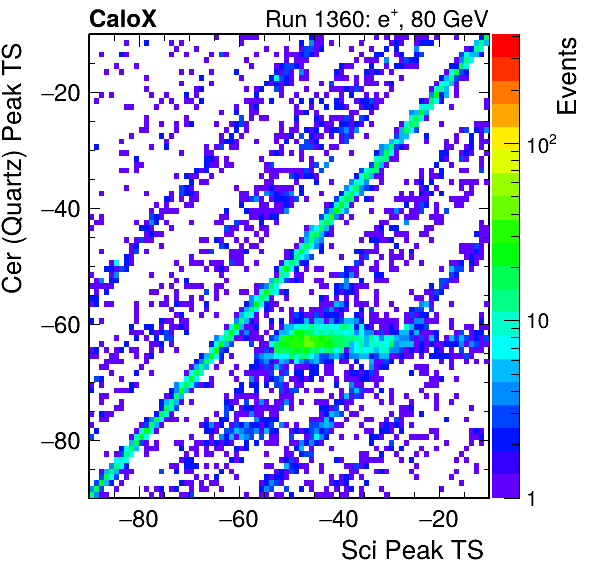 CaloX Run 1360: e⁺, 80 GeV
Cer (Quartz) Peak TS
−20
−40
−60
−80
−80 −60 −40 −20
Sci Peak TS
Events
10²
10
1